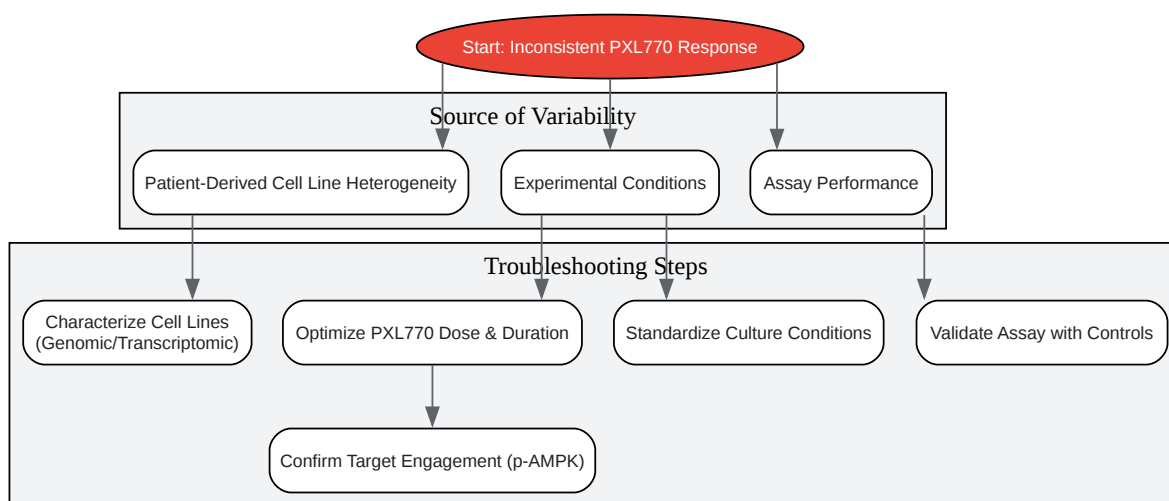 Start: Inconsistent PXL770 Response
Source of Variability
Patient-Derived Cell Line Heterogeneity
Experimental Conditions
Assay Performance
Troubleshooting Steps
Characterize Cell Lines
(Genomic/Transcriptomic)
Optimize PXL770 Dose & Duration
Standardize Culture Conditions
Validate Assay with Controls
Confirm Target Engagement (p-AMPK)